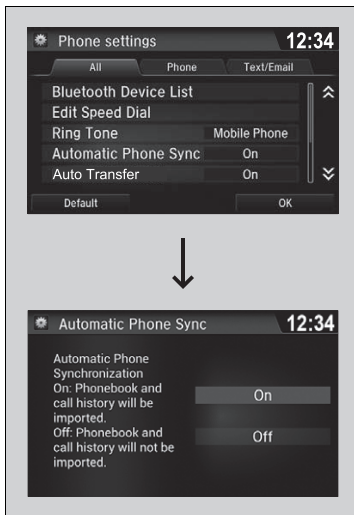 Phone settings 12:34
All Phone Text/Email
Bluetooth Device List
Edit Speed Dial
Ring Tone Mobile Phone
Automatic Phone Sync On
Auto Transfer On
Default OK
Automatic Phone Sync 12:34
Automatic Phone
Synchronization
On: Phonebook and
call history will be
imported.
Off: Phonebook and
call history will not be
imported.
On
Off